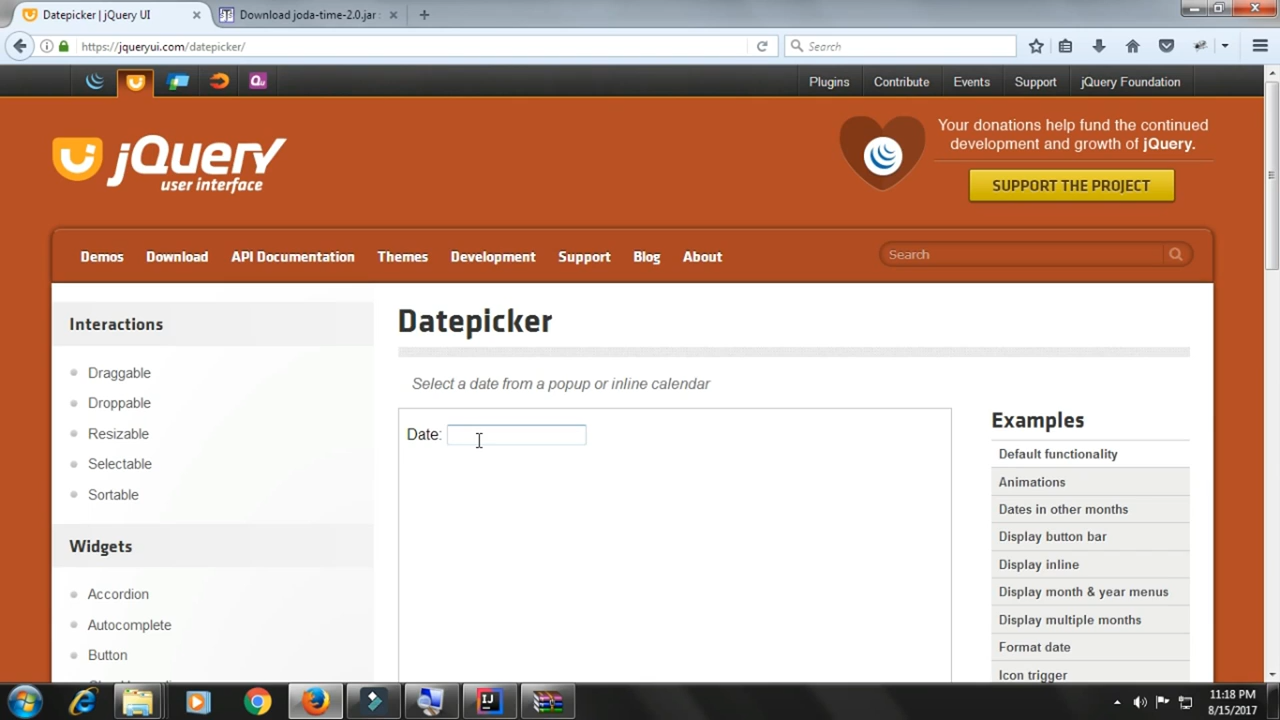 Datepicker | jQuery UI
Download joda-time-2.0.jar :
https://jqueryui.com/datepicker/
Search
Plugins
Contribute
Events
Support
jQuery Foundation
jQuery
user interface
Your donations help fund the continued
development and growth of jQuery.
SUPPORT THE PROJECT
Demos
Download
API Documentation
Themes
Development
Support
Blog
About
Search
Interactions
Draggable
Droppable
Resizable
Selectable
Sortable
Widgets
Accordion
Autocomplete
Button
Datepicker
Select a date from a popup or inline calendar
Date:
Examples
Default functionality
Animations
Dates in other months
Display button bar
Display inline
Display month & year menus
Display multiple months
Format date
Icon trigger
11:18 PM
8/15/2017